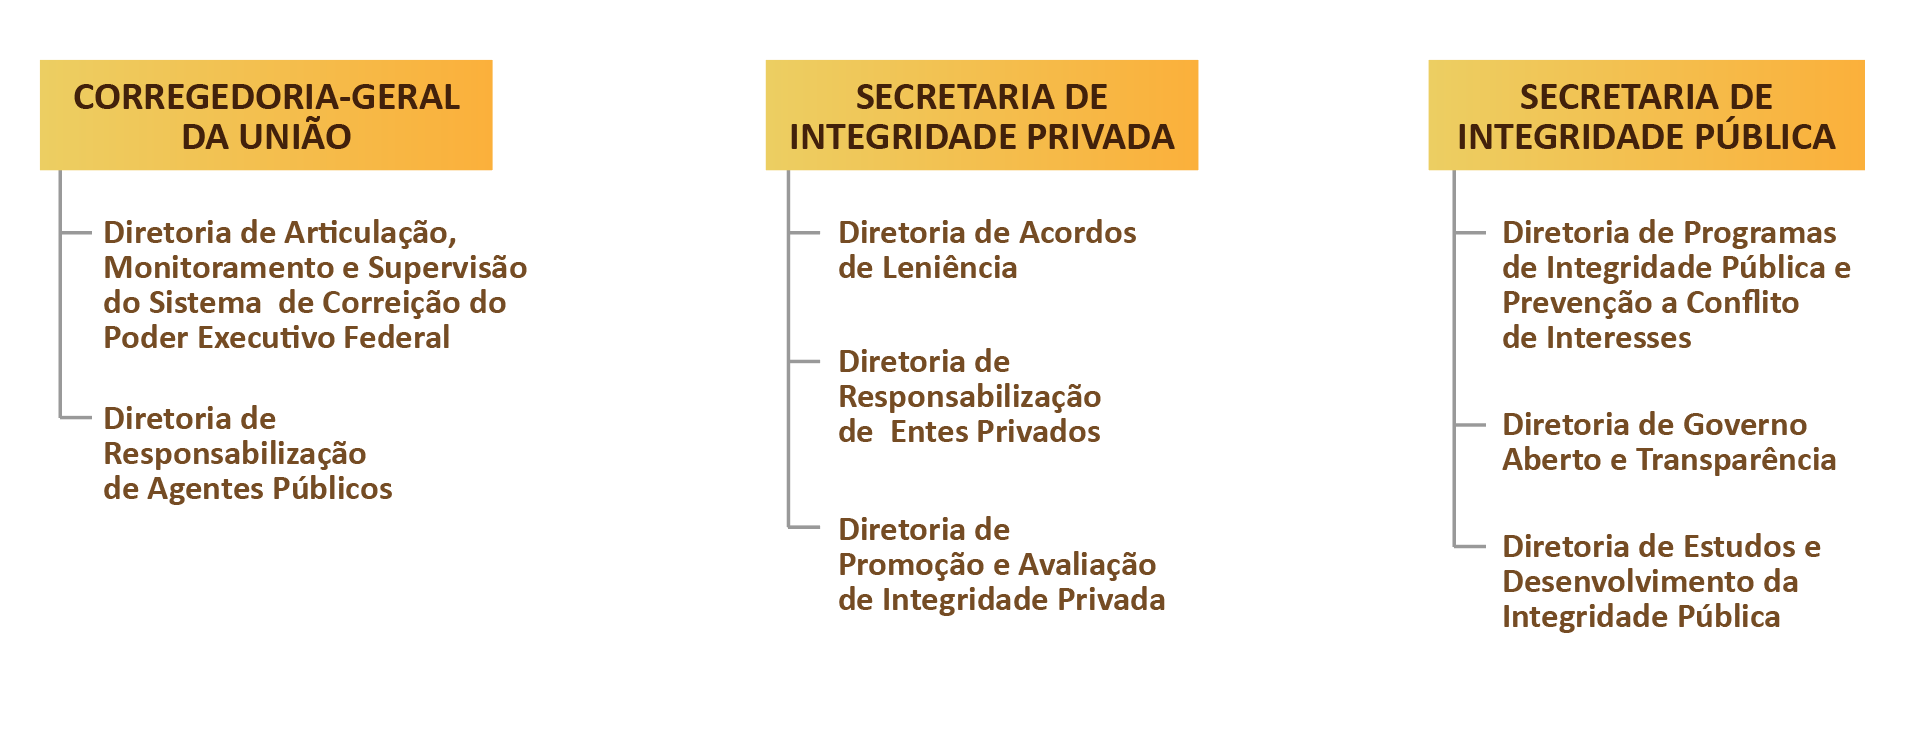 CORREGEDORIA-GERAL
DA UNIÃO
Diretoria de Articulação,
Monitoramento e Supervisão
do Sistema  de Correição do
Poder Executivo Federal
Diretoria de
Responsabilização
de Agentes Públicos
SECRETARIA DE
INTEGRIDADE PRIVADA
Diretoria de Acordos
de Leniência
Diretoria de
Responsabilização
de  Entes Privados
Diretoria de
Promoção e Avaliação
de Integridade Privada
SECRETARIA DE
INTEGRIDADE PÚBLICA
Diretoria de Programas
de Integridade Pública e
Prevenção a Conflito
de Interesses
Diretoria de Governo
Aberto e Transparência
Diretoria de Estudos e
Desenvolvimento da
Integridade Pública